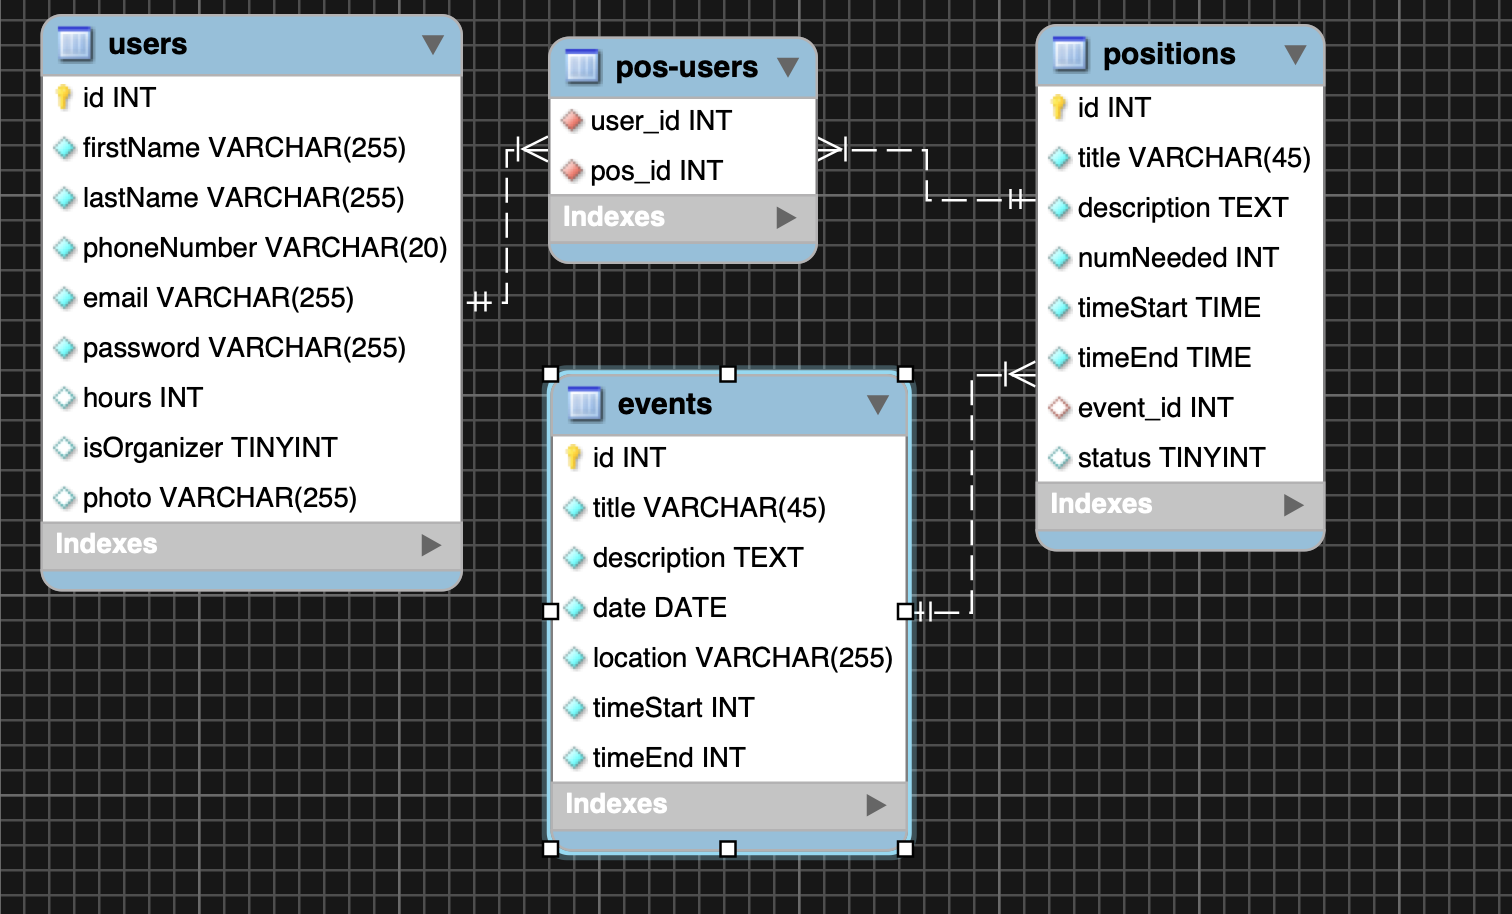 users
id INT
firstName VARCHAR(255)
lastName VARCHAR(255)
phoneNumber VARCHAR(20)
email VARCHAR(255)
password VARCHAR(255)
hours INT
isOrganizer TINYINT
photo VARCHAR(255)
Indexes
pos-users
user_id INT
pos_id INT
Indexes
events
id INT
title VARCHAR(45)
description TEXT
date DATE
location VARCHAR(255)
timeStart INT
timeEnd INT
Indexes
positions
id INT
title VARCHAR(45)
description TEXT
numNeeded INT
timeStart TIME
timeEnd TIME
event_id INT
status TINYINT
Indexes